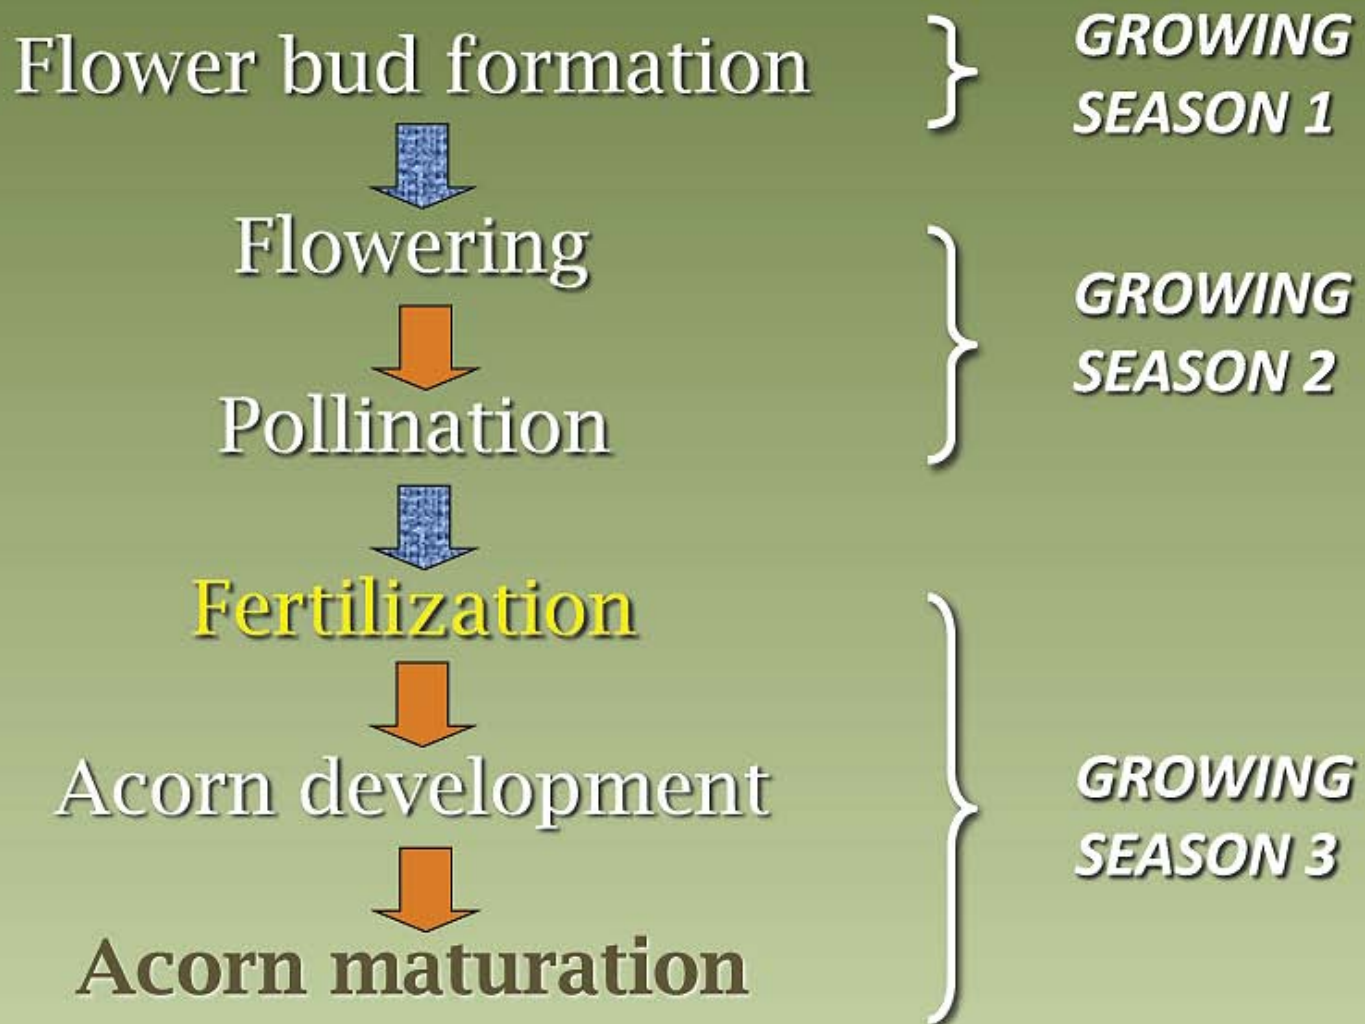 Flower bud formation
GROWING
SEASON 1
Flowering
Pollination
GROWING
SEASON 2
Fertilization
Acorn development
Acorn maturation
GROWING
SEASON 3